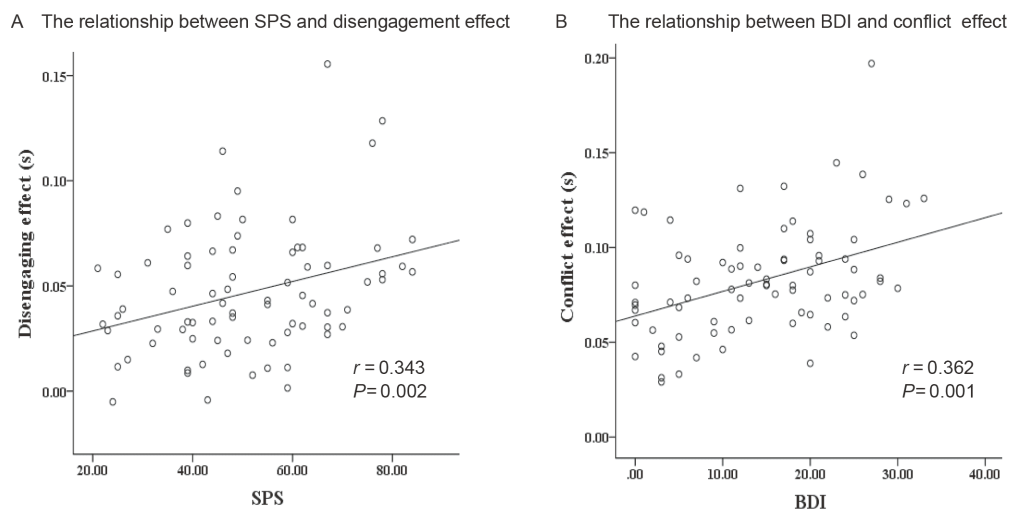 A The relationship between SPS and disengagement effect
0.15
0.10
0.05
0.00
Disengaging effect (s)
r = 0.343
P= 0.002
20.00 40.00 60.00 80.00
SPS
B The relationship between BDI and conflict effect
0.20
0.15
0.10
0.05
0.00
Conflict effect (s)
r = 0.362
P= 0.001
.00 10.00 20.00 30.00 40.00
BDI